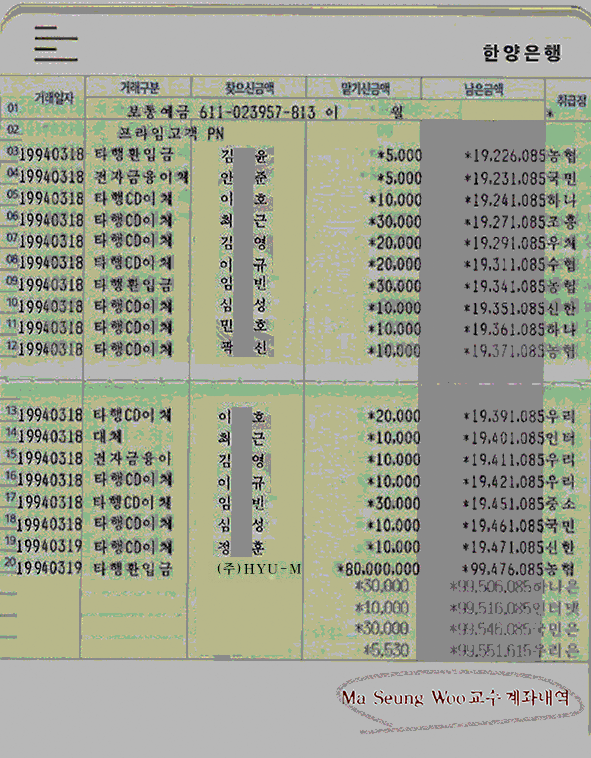 한양은행
거래일자 거래구분 찾으신금액 맡기신금액 남은금액 취급점
01 보통예금 611-023957-813 이 일 *
02 프라임고객 PN
03 19940318 타행환입금 김 윤 *5,000 *19,226,085 농협
04 19940318 전자금융이체 안 준 *5,000 *19,231,085 국민
05 19940318 타행CD이체 이 호 *10,000 *19,241,085 하나
06 19940318 타행CD이체 최 근 *30,000 *19,271,085 조흥
07 19940318 타행CD이체 김 영 *20,000 *19,291,085 우체
08 19940318 타행CD이체 이 규 *20,000 *19,311,085 수협
09 19940318 타행환입금 임 빈 *30,000 *19,341,085 농협
10 19940318 타행CD이체 심 성 *10,000 *19,351,085 신한
11 19940318 타행CD이체 민 호 *10,000 *19,361,085 하나
12 19940318 타행CD이체 곽 신 *10,000 *19,371,085 농협
13 19940318 타행CD이체 이 호 *20,000 *19,391,085 우리
14 19940318 대체 최 근 *10,000 *19,401,085 인터
15 19940318 전자금융이 김 영 *10,000 *19,411,085 우리
16 19940318 타행CD이체 이 규 *10,000 *19,421,085 우리
17 19940318 타행CD이체 임 빈 *30,000 *19,451,085 중소
18 19940318 타행CD이체 심 성 *10,000 *19,461,085 국민
19 19940319 타행CD이체 정 훈 *10,000 *19,471,085 신한
20 19940319 타행환입금 (주)HYU-M *80,000,000 *99,476,085 농협
*30,000 *99,506,085 하나은
*10,000 *99,516,085 인터넷
*30,000 *99,546,085 국민은
*5,530 *99,551,615 우리은
Ma Seung Woo 교수 계좌내역